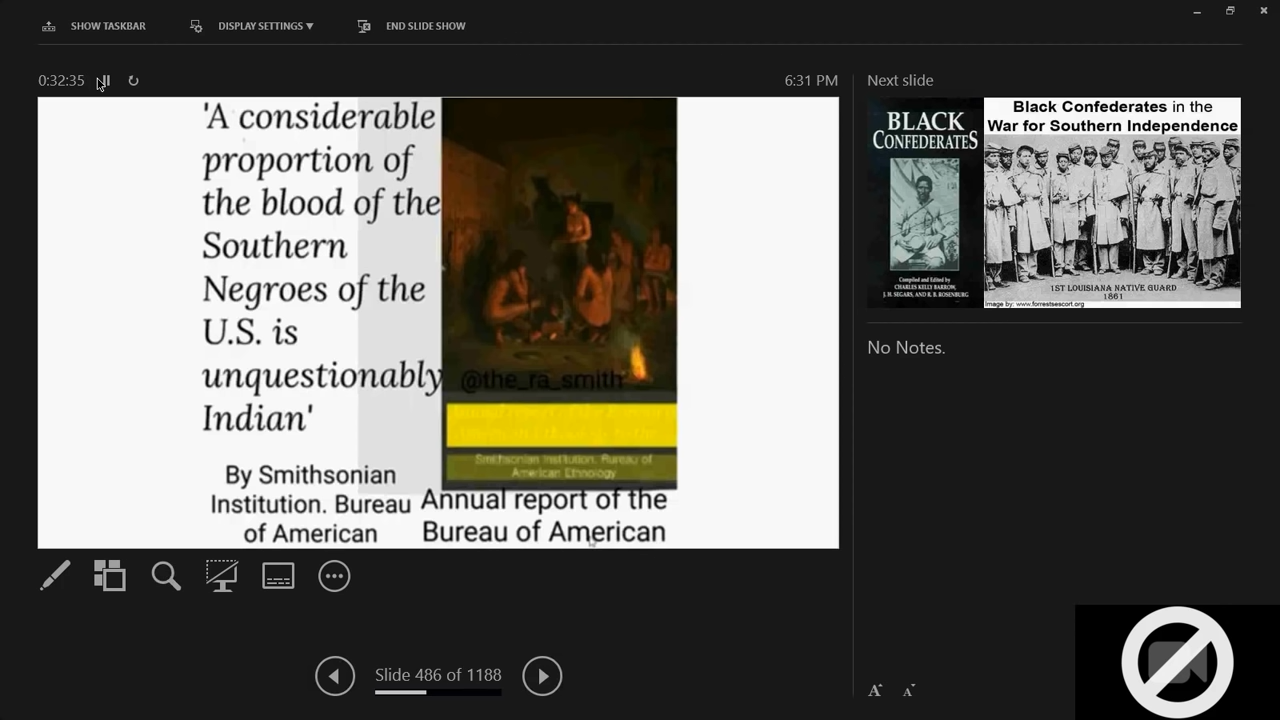 SHOW TASKBAR
DISPLAY SETTINGS ▼
END SLIDE SHOW
0:32:35
6:31 PM
Next slide
'A considerable
proportion of
the blood of the
Southern
Negroes of the
U.S. is
unquestionably
Indian'
By Smithsonian
Institution. Bureau
of American
@the_ra_smith
Smithsonian Institution. Bureau of
American Ethnology
Annual report of the
Bureau of American
BLACK
CONFEDERATES
Compiled and Edited by
CHARLES KELLY BARROW,
J. H. SEGARS, AND R. B. ROSENBURG
Black Confederates in the
War for Southern Independence
1ST LOUISIANA NATIVE GUARD
1861
Image by: www.forrestsescort.org
No Notes.
Slide 486 of 1188
A
A